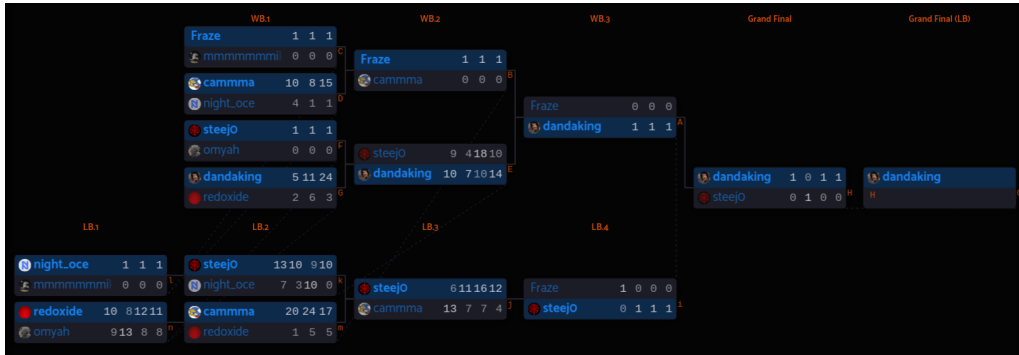 WB.1 WB.2 WB.3 Grand Final Grand Final (LB)
Fraze 1 1 1
mmmmmmmil 0 0 0 C
cammma 10 8 15
night_oce 4 1 1 D
steejO 1 1 1
omyah 0 0 0 F
dandaking 5 11 24
redoxide 2 6 3 G
Fraze 1 1 1
cammma 0 0 0 B
steejO 9 4 18 10
dandaking 10 7 10 14 E
Fraze 0 0 0
dandaking 1 1 1 A
dandaking 1 0 1 1
steejO 0 1 0 0 H
dandaking
H
LB.1 LB.2 LB.3 LB.4
night_oce 1 1 1
mmmmmmmil 0 0 0 l
redoxide 10 8 12 11
omyah 9 13 8 8 n
steejO 13 10 9 10
night_oce 7 3 10 0 k
cammma 20 24 17
redoxide 1 5 5 m
steejO 6 11 16 12
cammma 13 7 7 4 J
Fraze 1 0 0 0
steejO 0 1 1 1 i